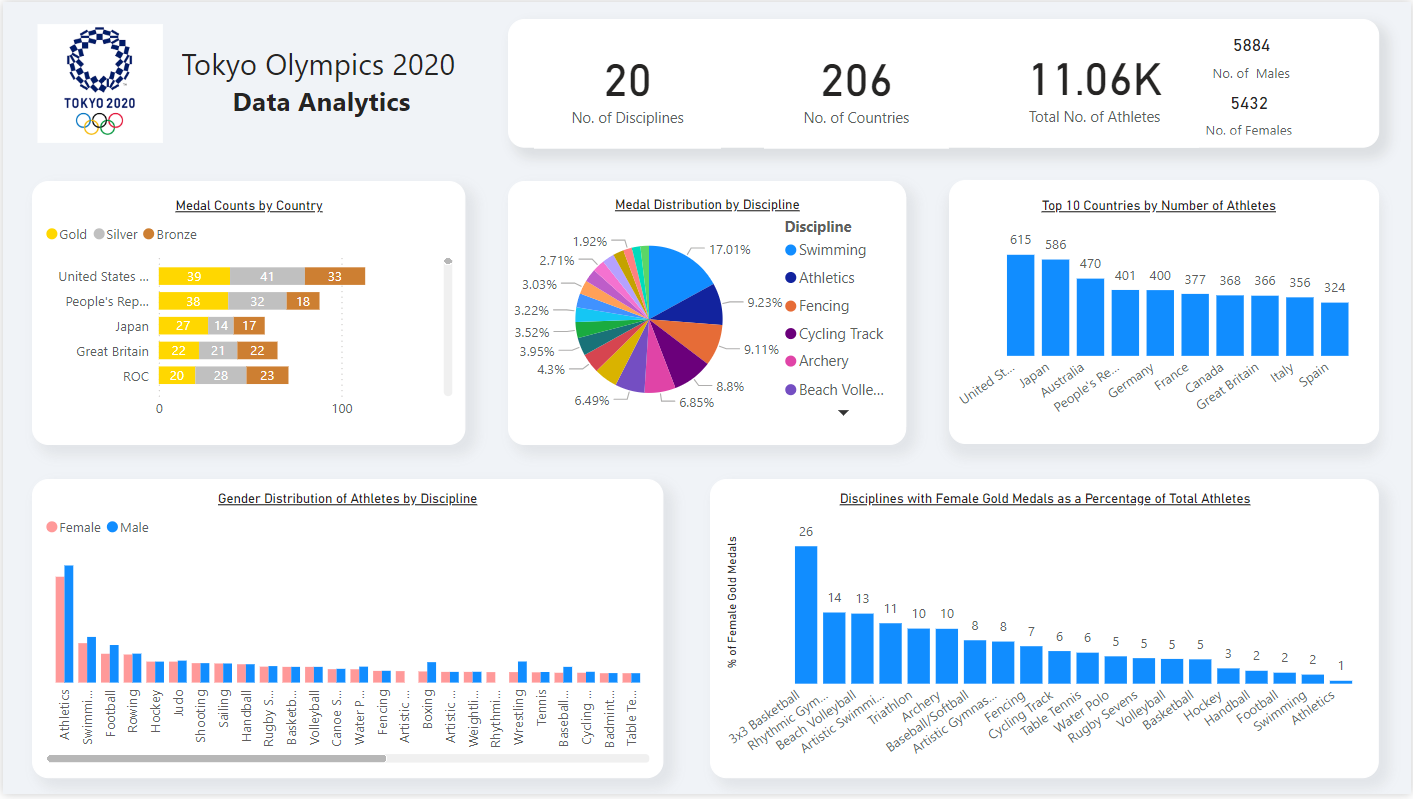 TOKYO 2020
Tokyo Olympics 2020
Data Analytics
20
No. of Disciplines
206
No. of Countries
11.06K
Total No. of Athletes
5884
No. of Males
5432
No. of Females
Medal Counts by Country
Gold Silver Bronze
United States ... 39 41 33
People's Rep... 38 32 18
Japan 27 14 17
Great Britain 22 21 22
ROC 20 28 23
0 100
Medal Distribution by Discipline
17.01%
9.23%
9.11%
8.8%
6.85%
6.49%
4.3%
3.95%
3.52%
3.22%
3.03%
2.71%
1.92%
Discipline
Swimming
Athletics
Fencing
Cycling Track
Archery
Beach Volle...
Top 10 Countries by Number of Athletes
615 586 470 401 400 377 368 366 356 324
United St...
Japan
Australia
People's Re...
Germany
France
Canada
Great Britain
Italy
Spain
Gender Distribution of Athletes by Discipline
Female Male
Athletics
Swimmi...
Football
Rowing
Hockey
Judo
Shooting
Sailing
Handball
Rugby S...
Basketb...
Volleyball
Canoe S...
Water P...
Fencing
Artistic ...
Boxing
Artistic ...
Weightli...
Rhythmi...
Wrestling
Tennis
Baseball...
Cycling ...
Badmint...
Table Te...
Disciplines with Female Gold Medals as a Percentage of Total Athletes
% of Female Gold Medals
26 14 13 11 10 10 8 8 7 6 6 5 5 5 5 3 2 2 2 1
3x3 Basketball
Rhythmic Gym...
Beach Volleyball
Artistic Swimmi...
Triathlon
Archery
Baseball/Softball
Artistic Gymnas...
Fencing
Cycling Track
Table Tennis
Water Polo
Rugby Sevens
Volleyball
Basketball
Hockey
Handball
Football
Swimming
Athletics